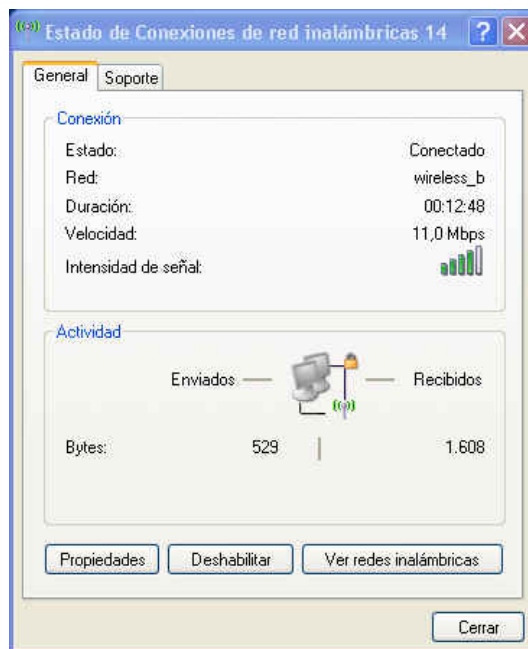 Estado de Conexiones de red inalámbricas 14
General Soporte
Conexión
Estado: Conectado
Red: wireless_b
Duración: 00:12:48
Velocidad: 11,0 Mbps
Intensidad de señal:
Actividad
Enviados Recibidos
Bytes: 529 1.608
Propiedades Deshabilitar Ver redes inalámbricas
Cerrar